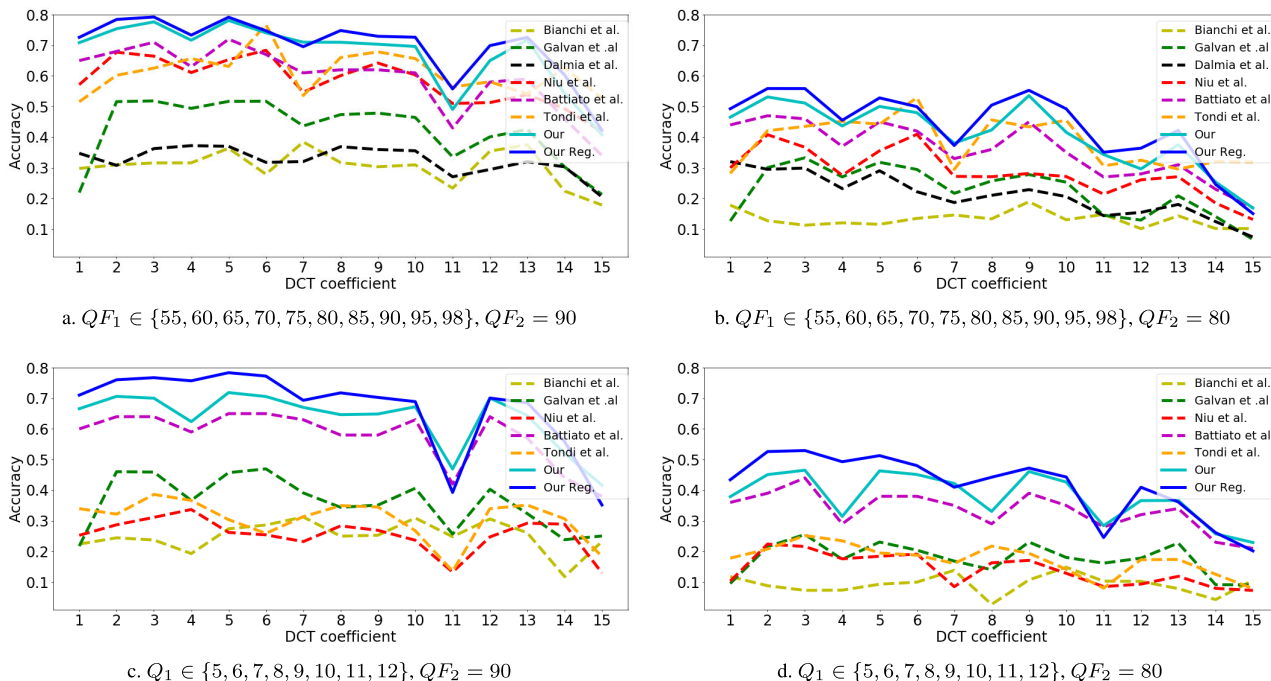 0.8
0.7
0.6
0.5
0.4
0.3
0.2
0.1
Accuracy
1 2 3 4 5 6 7 8 9 10 11 12 13 14 15
DCT coefficient
Bianchi et al.
Galvan et .al
Dalmia et al.
Niu et al.
Battiato et al.
Tondi et al.
Our
Our Reg.
a. QF₁ ∈ {55, 60, 65, 70, 75, 80, 85, 90, 95, 98}, QF₂ = 90
0.8
0.7
0.6
0.5
0.4
0.3
0.2
0.1
Accuracy
1 2 3 4 5 6 7 8 9 10 11 12 13 14 15
DCT coefficient
Bianchi et al.
Galvan et .al
Dalmia et al.
Niu et al.
Battiato et al.
Tondi et al.
Our
Our Reg.
b. QF₁ ∈ {55, 60, 65, 70, 75, 80, 85, 90, 95, 98}, QF₂ = 80
0.8
0.7
0.6
0.5
0.4
0.3
0.2
0.1
Accuracy
1 2 3 4 5 6 7 8 9 10 11 12 13 14 15
DCT coefficient
Bianchi et al.
Galvan et .al
Niu et al.
Battiato et al.
Tondi et al.
Our
Our Reg.
c. Q₁ ∈ {5, 6, 7, 8, 9, 10, 11, 12}, QF₂ = 90
0.8
0.7
0.6
0.5
0.4
0.3
0.2
0.1
Accuracy
1 2 3 4 5 6 7 8 9 10 11 12 13 14 15
DCT coefficient
Bianchi et al.
Galvan et .al
Niu et al.
Battiato et al.
Tondi et al.
Our
Our Reg.
d. Q₁ ∈ {5, 6, 7, 8, 9, 10, 11, 12}, QF₂ = 80